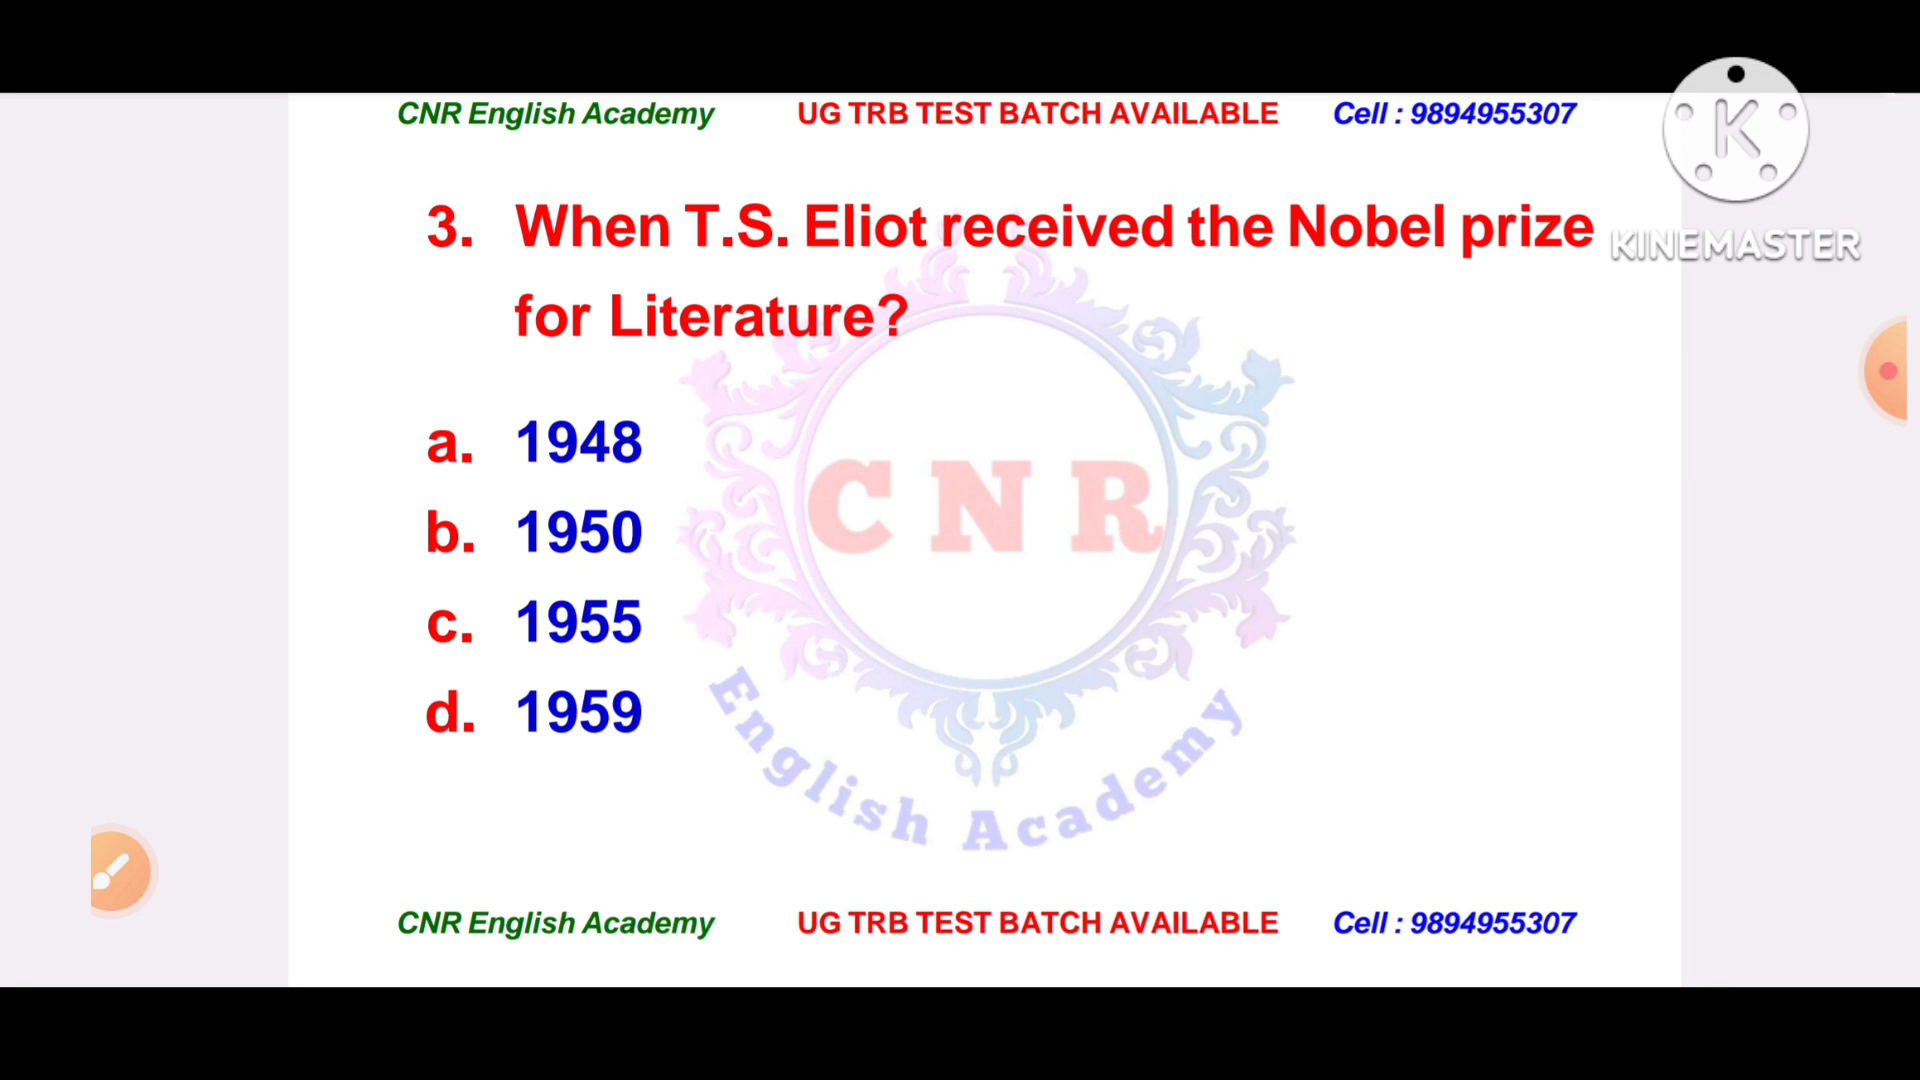 CNR English Academy UG TRB TEST BATCH AVAILABLE Cell : 9894955307
K
KINEMASTER
3. When T.S. Eliot received the Nobel prize
for Literature?
a. 1948
b. 1950
c. 1955
d. 1959
C N R
English Academy
CNR English Academy UG TRB TEST BATCH AVAILABLE Cell : 9894955307